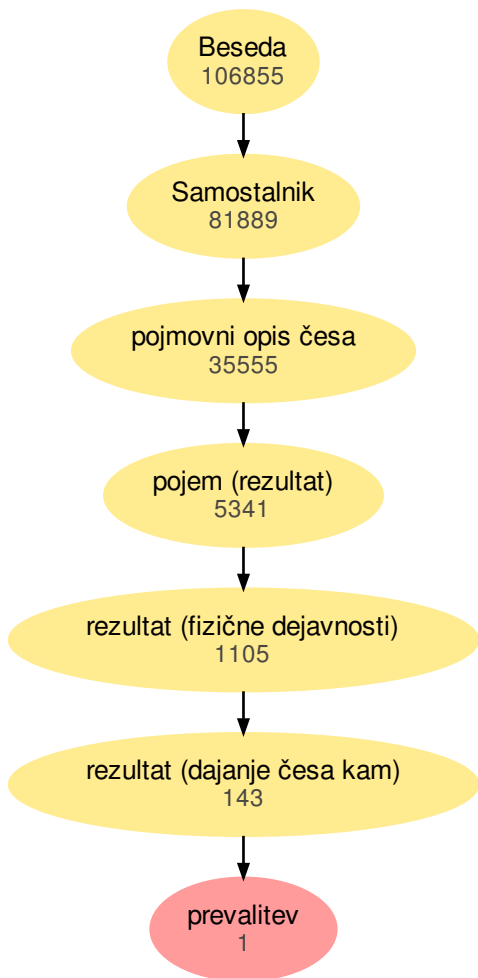 Beseda
106855
Samostalnik
81889
pojmovni opis česa
35555
pojem (rezultat)
5341
rezultat (fizične dejavnosti)
1105
rezultat (dajanje česa kam)
143
prevalitev
1